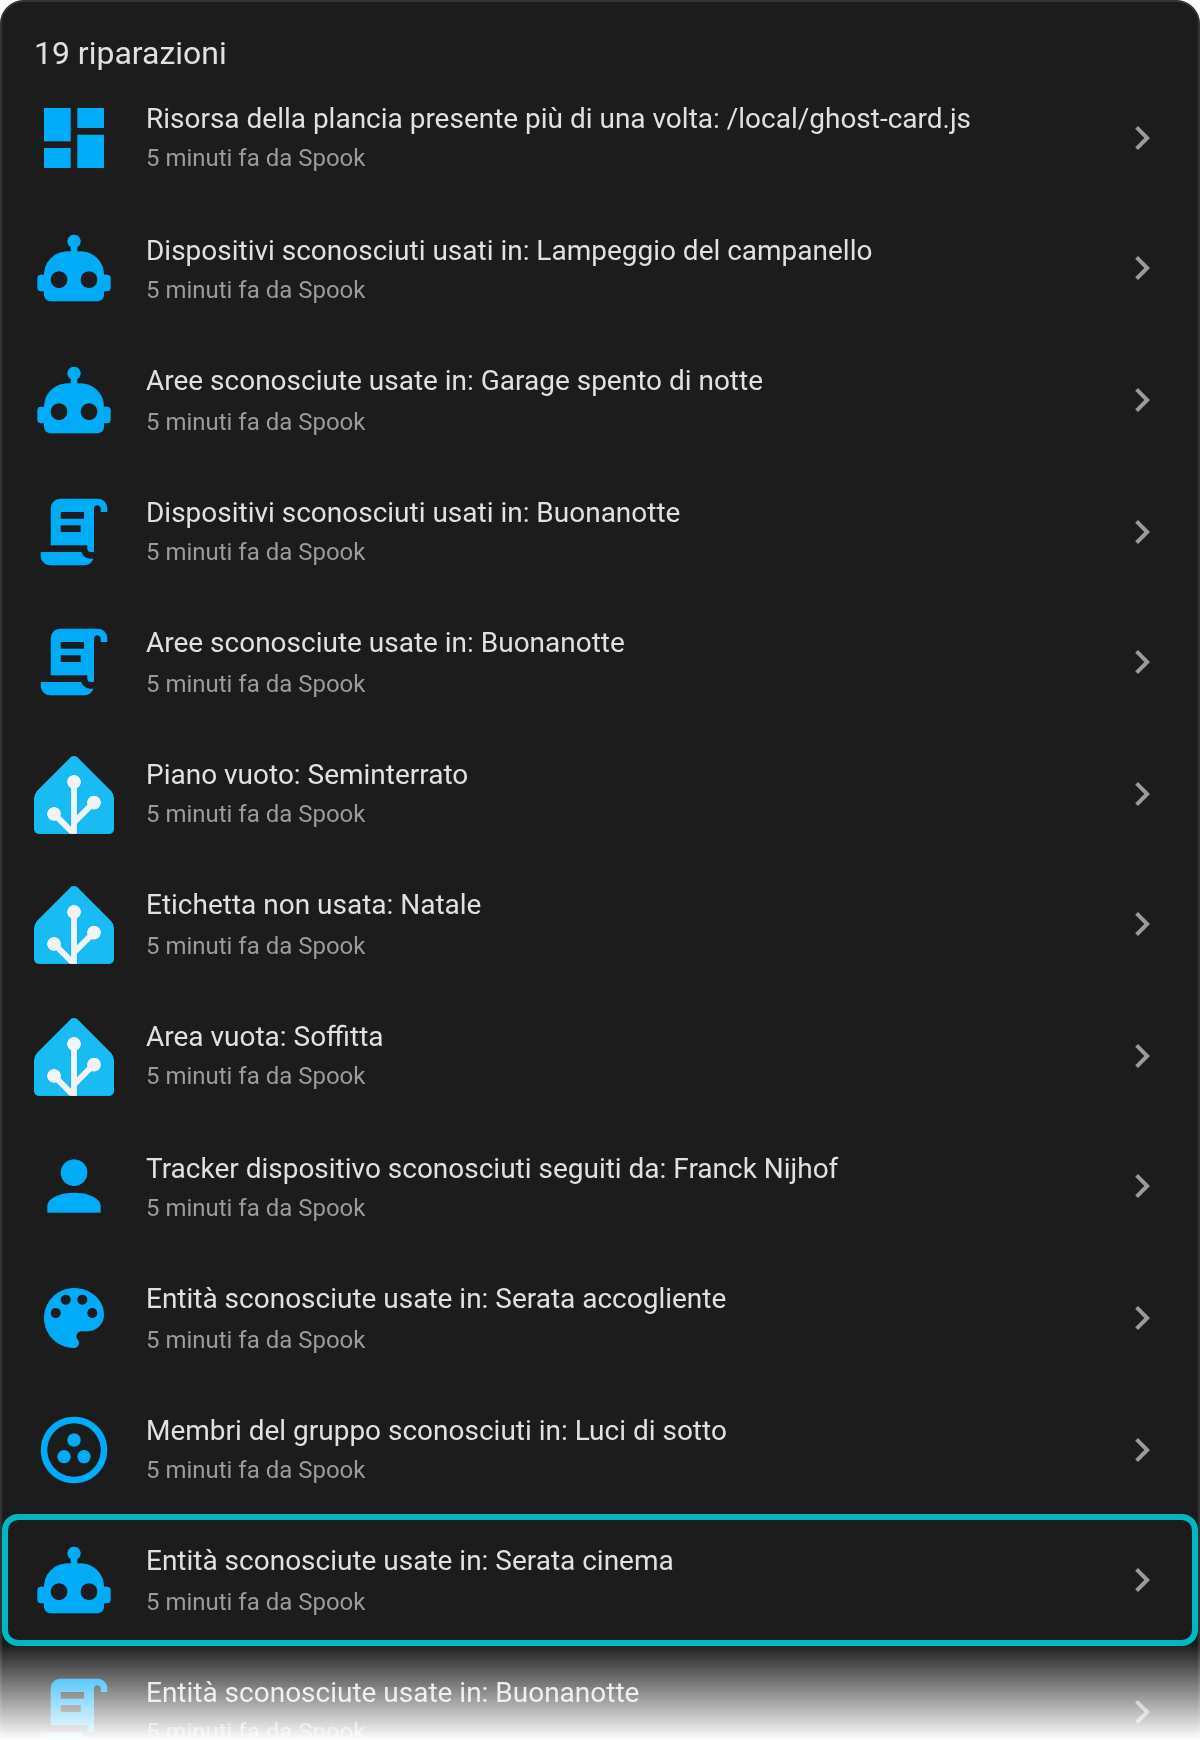 19 riparazioni
Risorsa della plancia presente più di una volta: /local/ghost-card.js
5 minuti fa da Spook
Dispositivi sconosciuti usati in: Lampeggio del campanello
5 minuti fa da Spook
Aree sconosciute usate in: Garage spento di notte
5 minuti fa da Spook
Dispositivi sconosciuti usati in: Buonanotte
5 minuti fa da Spook
Aree sconosciute usate in: Buonanotte
5 minuti fa da Spook
Piano vuoto: Seminterrato
5 minuti fa da Spook
Etichetta non usata: Natale
5 minuti fa da Spook
Area vuota: Soffitta
5 minuti fa da Spook
Tracker dispositivo sconosciuti seguiti da: Franck Nijhof
5 minuti fa da Spook
Entità sconosciute usate in: Serata accogliente
5 minuti fa da Spook
Membri del gruppo sconosciuti in: Luci di sotto
5 minuti fa da Spook
Entità sconosciute usate in: Serata cinema
5 minuti fa da Spook
Entità sconosciute usate in: Buonanotte
5 minuti fa da Spook